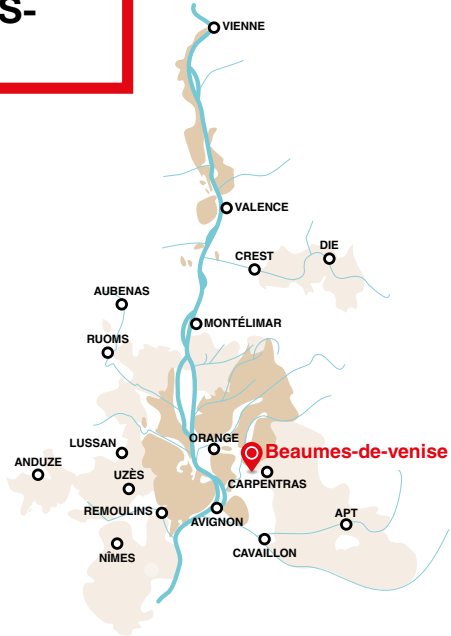 S-
VIENNE
VALENCE
DIE
CREST
AUBENAS
MONTÉLIMAR
RUOMS
ORANGE
LUSSAN
Beaumes-de-venise
ANDUZE
UZÈS
CARPENTRAS
REMOULINS
AVIGNON
APT
NÎMES
CAVAILLON